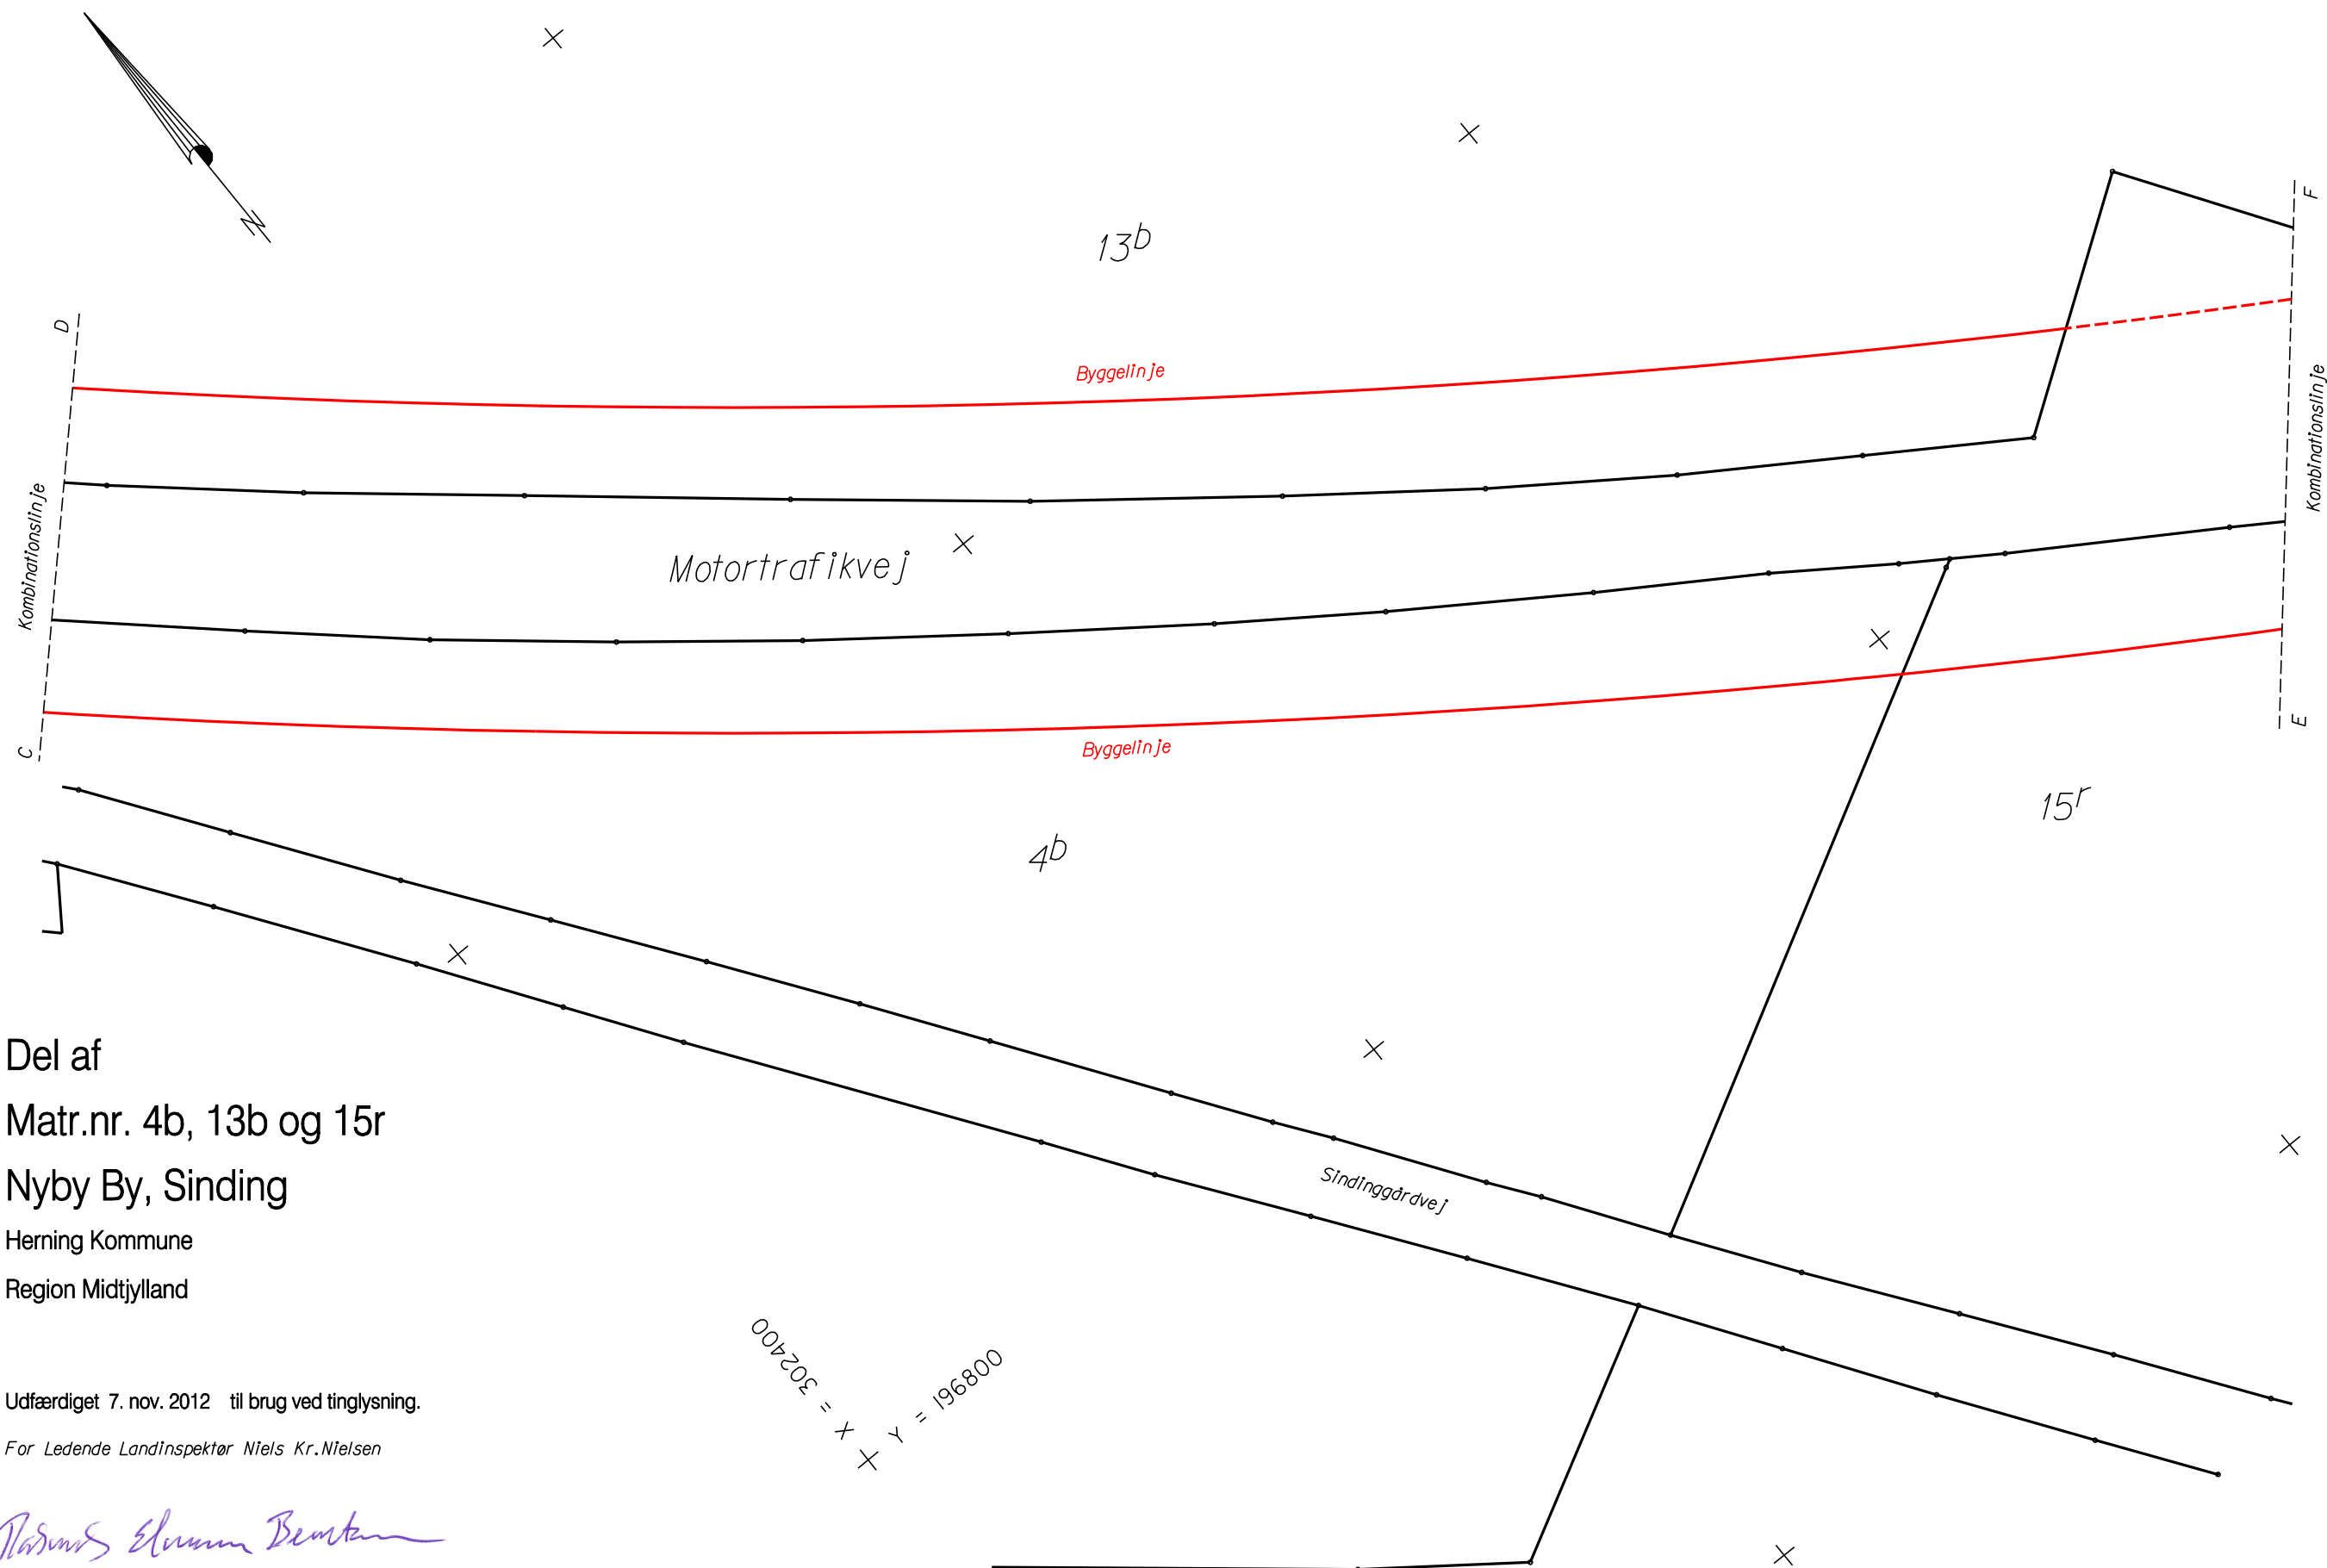 N
13b
F
D
Byggelinje
Kombinationslinje
Kombinationslinje
Motortrafikvej
Byggelinje
E
C
15r
4b
Del af
Matr.nr. 4b, 13b og 15r
Nyby By, Sinding
Herning Kommune
Region Midtjylland
Sindinggårdvej
X = 302400
Y = 196800
Udfærdiget 7. nov. 2012 til brug ved tinglysning.
For Ledende Landinspektør Niels Kr.Nielsen